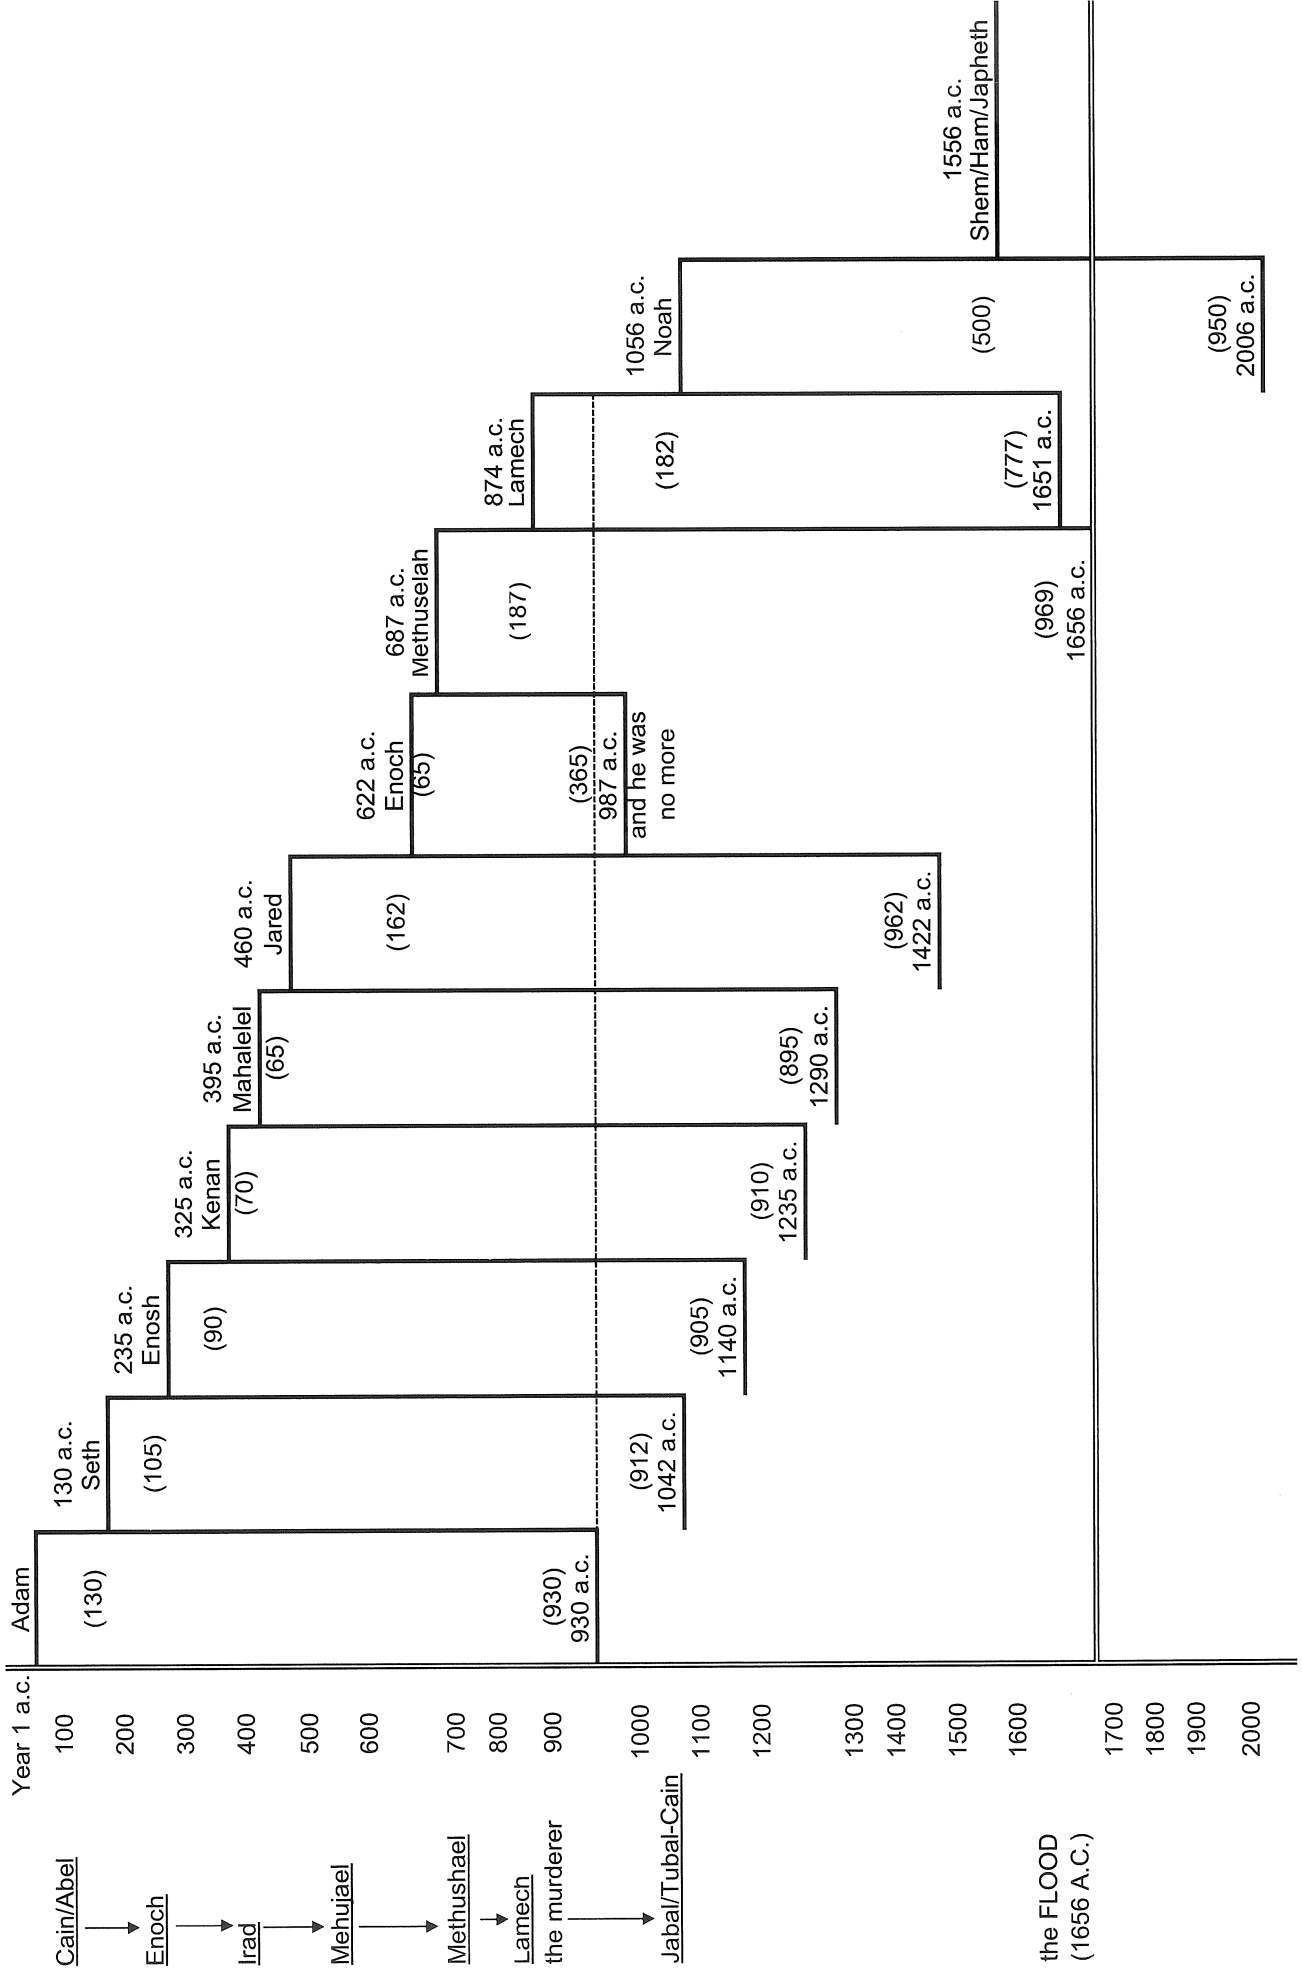 Year 1 a.c.
100
200
300
400
500
600
700
800
900
1000
1100
1200
1300
1400
1500
1600
1700
1800
1900
2000
Cain/Abel
Enoch
Irad
Mehujael
Methushael
Lamech
the murderer
Jabal/Tubal-Cain
the FLOOD
(1656 A.C.)
Adam
(130)
(930)
930 a.c.
130 a.c.
Seth
(105)
(912)
1042 a.c.
235 a.c.
Enosh
(90)
(905)
1140 a.c.
325 a.c.
Kenan
(70)
(910)
1235 a.c.
395 a.c.
Mahalelel
(65)
(895)
1290 a.c.
460 a.c.
Jared
(162)
(962)
1422 a.c.
622 a.c.
Enoch
(65)
(365)
987 a.c.
and he was
no more
687 a.c.
Methuselah
(187)
(969)
1656 a.c.
874 a.c.
Lamech
(182)
(777)
1651 a.c.
1056 a.c.
Noah
(500)
(950)
2006 a.c.
1556 a.c.
Shem/Ham/Japheth